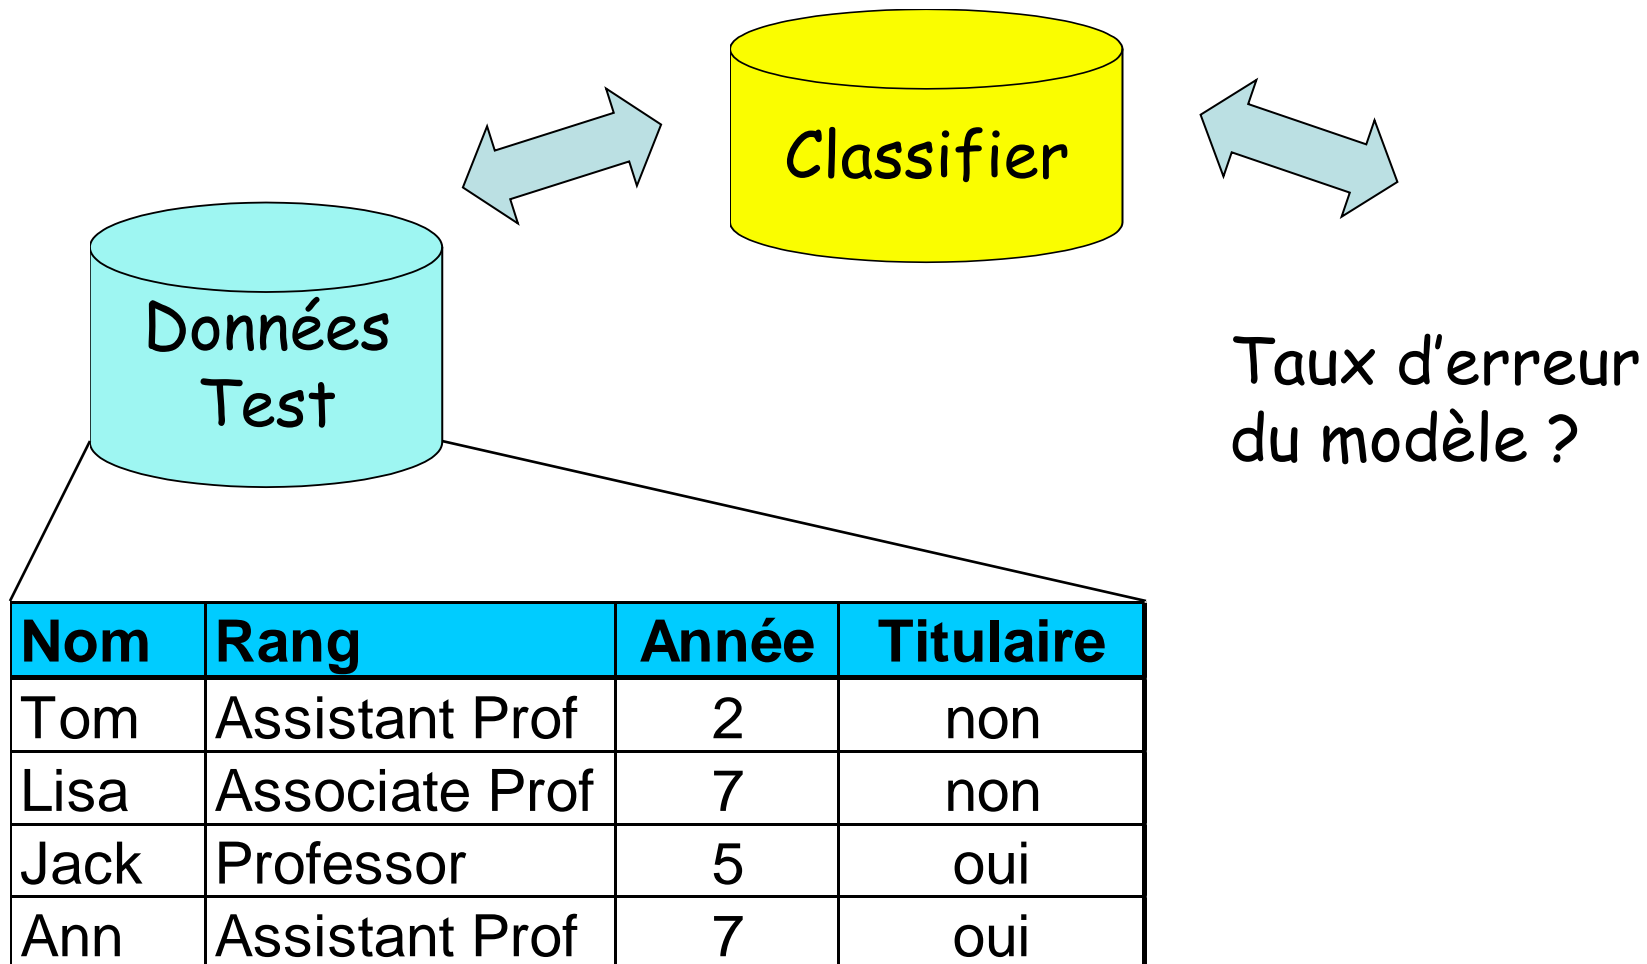 Classifier
Données
Test
Taux d’erreur
du modèle ?
Nom Rang Année Titulaire
Tom Assistant Prof 2 non
Lisa Associate Prof 7 non
Jack Professor 5 oui
Ann Assistant Prof 7 oui